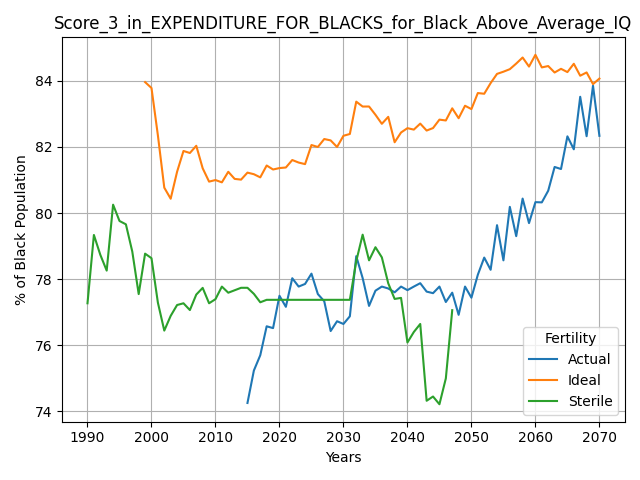 Score_3_in_EXPENDITURE_FOR_BLACKS_for_Black_Above_Average_IQ
84
82
80
78
76
74
% of Black Population
1990 2000 2010 2020 2030 2040 2050 2060 2070
Years
Fertility
Actual
Ideal
Sterile